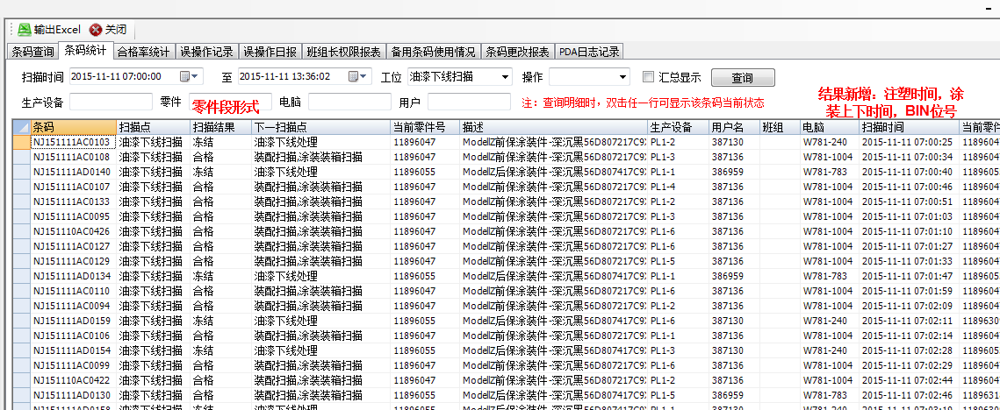 输出Excel 关闭
条码查询 条码统计 合格率统计 误操作记录 误操作日报 班组长权限报表 备用条码使用情况 条码更改报表 PDA日志记录
扫描时间 2015-11-11 07:00:00 至 2015-11-11 13:36:02 工位 油漆下线扫描 操作 汇总显示 查询
生产设备 零件 零件段形式 电脑 用户 注：查询明细时，双击任一行可显示该条码当前状态
结果新增：注塑时间，涂
装上下时间，BIN位号
条码 扫描点 扫描结果 下一扫描点 当前零件号 描述 生产设备 用户名 班组 电脑 扫描时间 当前零件
NJ151111AC0103 油漆下线扫描 冻结 油漆下线处理 11896047 ModellZ前保涂装件-深沉黑56D807217C9 PL1-2 387130 W781-240 2015-11-11 07:00:25 1189604
NJ151111AC0108 油漆下线扫描 合格 装配扫描,涂装装箱扫描 11896047 ModellZ前保涂装件-深沉黑56D807217C9 PL1-3 387136 W781-1004 2015-11-11 07:00:34 1189604
NJ151111AD0140 油漆下线扫描 冻结 油漆下线处理 11896055 ModellZ后保涂装件-深沉黑56D807417C9 PL1-1 386959 W781-783 2015-11-11 07:00:40 1189605
NJ151111AC0107 油漆下线扫描 合格 装配扫描,涂装装箱扫描 11896047 ModellZ前保涂装件-深沉黑56D807217C9 PL1-4 387136 W781-1004 2015-11-11 07:00:46 1189604
NJ151111AC0133 油漆下线扫描 合格 装配扫描,涂装装箱扫描 11896047 ModellZ前保涂装件-深沉黑56D807217C9 PL1-2 387136 W781-1004 2015-11-11 07:00:51 1189604
NJ151111AC0095 油漆下线扫描 合格 装配扫描,涂装装箱扫描 11896047 ModellZ前保涂装件-深沉黑56D807217C9 PL1-3 387136 W781-1004 2015-11-11 07:01:03 1189604
NJ151110AC0426 油漆下线扫描 合格 装配扫描,涂装装箱扫描 11896047 ModellZ前保涂装件-深沉黑56D807217C9 PL1-6 387136 W781-1004 2015-11-11 07:01:10 1189604
NJ151111AC0127 油漆下线扫描 合格 装配扫描,涂装装箱扫描 11896047 ModellZ前保涂装件-深沉黑56D807217C9 PL1-6 387136 W781-1004 2015-11-11 07:01:27 1189604
NJ151111AC0129 油漆下线扫描 合格 装配扫描,涂装装箱扫描 11896047 ModellZ前保涂装件-深沉黑56D807217C9 PL1-5 387136 W781-1004 2015-11-11 07:01:33 1189604
NJ151111AD0134 油漆下线扫描 冻结 油漆下线处理 11896055 ModellZ后保涂装件-深沉黑56D807417C9 PL1-1 386959 W781-783 2015-11-11 07:01:47 1189605
NJ151111AC0110 油漆下线扫描 合格 装配扫描,涂装装箱扫描 11896047 ModellZ前保涂装件-深沉黑56D807217C9 PL1-6 387136 W781-1004 2015-11-11 07:01:59 1189604
NJ151111AC0094 油漆下线扫描 合格 装配扫描,涂装装箱扫描 11896047 ModellZ前保涂装件-深沉黑56D807217C9 PL1-2 387136 W781-1004 2015-11-11 07:02:09 1189604
NJ151111AD0159 油漆下线扫描 冻结 油漆下线处理 11896055 ModellZ后保涂装件-深沉黑56D807417C9 PL1-6 387130 W781-240 2015-11-11 07:02:11 1189630
NJ151111AC0106 油漆下线扫描 合格 装配扫描,涂装装箱扫描 11896047 ModellZ前保涂装件-深沉黑56D807217C9 PL1-1 387136 W781-1004 2015-11-11 07:02:14 1189604
NJ151111AD0154 油漆下线扫描 冻结 油漆下线处理 11896055 ModellZ后保涂装件-深沉黑56D807417C9 PL1-3 387130 W781-240 2015-11-11 07:02:28 1189605
NJ151111AC0099 油漆下线扫描 合格 装配扫描,涂装装箱扫描 11896047 ModellZ前保涂装件-深沉黑56D807217C9 PL1-6 387136 W781-1004 2015-11-11 07:02:29 1189604
NJ151110AC0422 油漆下线扫描 合格 装配扫描,涂装装箱扫描 11896047 ModellZ前保涂装件-深沉黑56D807217C9 PL1-2 387136 W781-1004 2015-11-11 07:02:44 1189604
NJ151111AD0130 油漆下线扫描 合格 装配扫描,涂装装箱扫描 11896055 ModellZ后保涂装件-深沉黑56D807417C9 PL1-5 386959 W781-783 2015-11-11 07:02:46 1189631